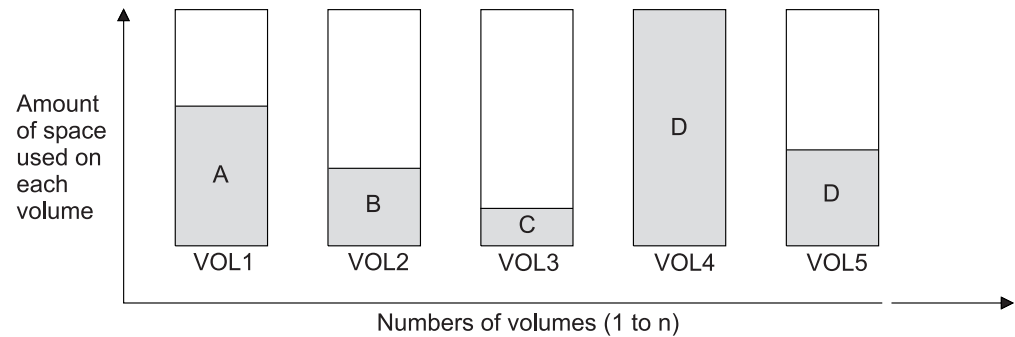 Amount
of space
used on
each
volume
A
B
C
D
D
VOL1
VOL2
VOL3
VOL4
VOL5
Numbers of volumes (1 to n)